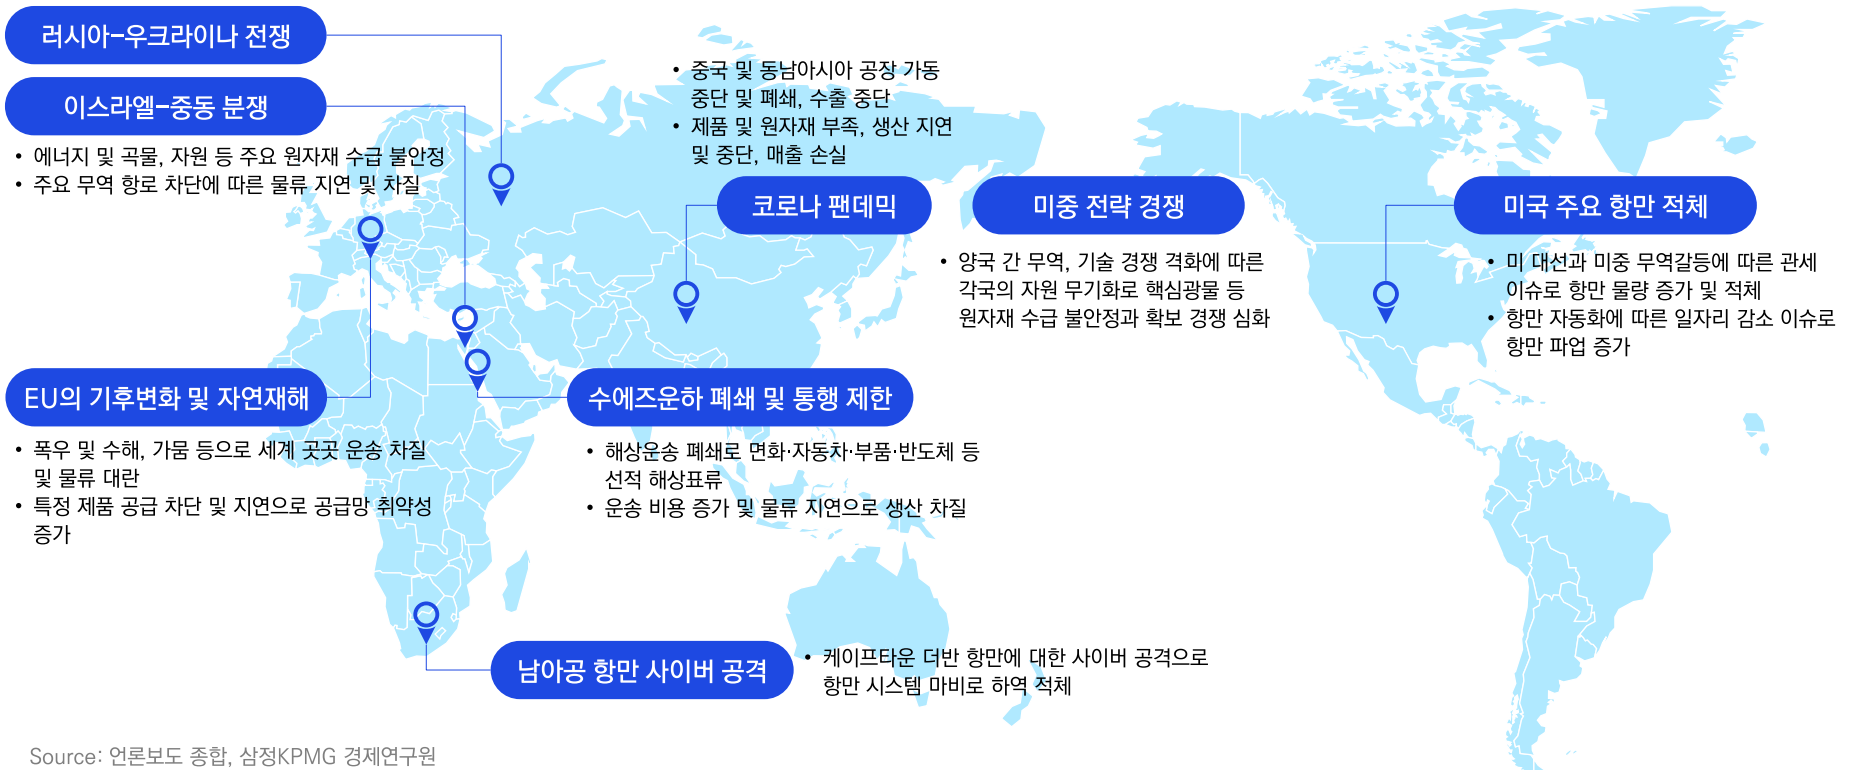 러시아–우크라이나 전쟁
이스라엘–중동 분쟁
• 에너지 및 곡물, 자원 등 주요 원자재 수급 불안정
• 주요 무역 항로 차단에 따른 물류 지연 및 차질
• 중국 및 동남아시아 공장 가동
중단 및 폐쇄, 수출 중단
• 제품 및 원자재 부족, 생산 지연
및 중단, 매출 손실
코로나 팬데믹
미중 전략 경쟁
• 양국 간 무역, 기술 경쟁 격화에 따른
각국의 자원 무기화로 핵심광물 등
원자재 수급 불안정과 확보 경쟁 심화
미국 주요 항만 적체
• 미 대선과 미중 무역갈등에 따른 관세
이슈로 항만 물량 증가 및 적체
• 항만 자동화에 따른 일자리 감소 이슈로
항만 파업 증가
EU의 기후변화 및 자연재해
• 폭우 및 수해, 가뭄 등으로 세계 곳곳 운송 차질
및 물류 대란
• 특정 제품 공급 차단 및 지연으로 공급망 취약성
증가
수에즈운하 폐쇄 및 통행 제한
• 해상운송 폐쇄로 면화·자동차·부품·반도체 등
선적 해상표류
• 운송 비용 증가 및 물류 지연으로 생산 차질
남아공 항만 사이버 공격
• 케이프타운 더반 항만에 대한 사이버 공격으로
항만 시스템 마비로 하역 적체
Source: 언론보도 종합, 삼정KPMG 경제연구원